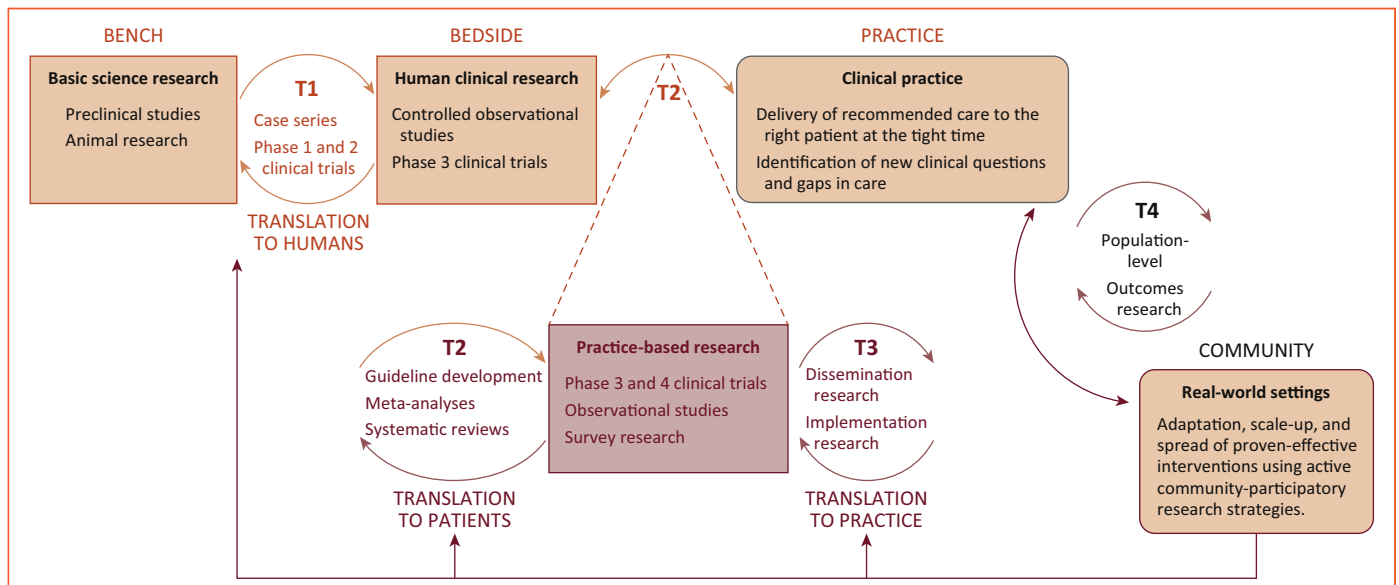 BENCH
Basic science research
Preclinical studies
Animal research
T1
Case series
Phase 1 and 2
clinical trials
TRANSLATION
TO HUMANS
BEDSIDE
Human clinical research
Controlled observational
studies
Phase 3 clinical trials
T2
PRACTICE
Clinical practice
Delivery of recommended care to the
right patient at the tight time
Identification of new clinical questions
and gaps in care
T4
Population-
level
Outcomes
research
T2
Guideline development
Meta-analyses
Systematic reviews
TRANSLATION
TO PATIENTS
Practice-based research
Phase 3 and 4 clinical trials
Observational studies
Survey research
T3
Dissemination
research
Implementation
research
TRANSLATION
TO PRACTICE
COMMUNITY
Real-world settings
Adaptation, scale-up, and
spread of proven-effective
interventions using active
community-participatory
research strategies.